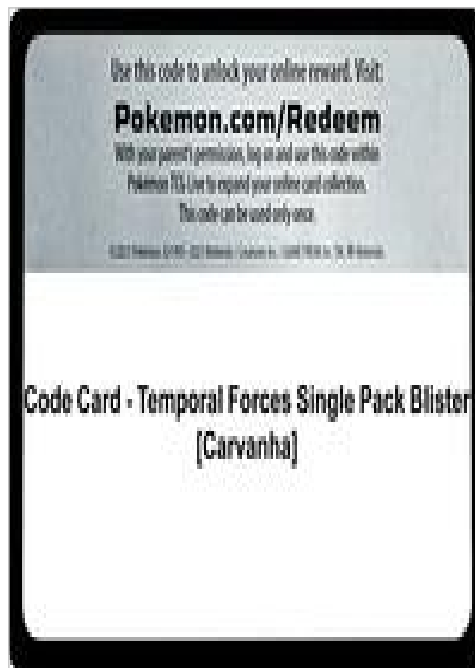 Use this code to unlock your online reward. Visit:
Pokemon.com/Redeem
With your parent's permission, log on and use this code within
Pokémon TCG Live to expand your online card collection.
This code can be used only once.
Code Card - Temporal Forces Single Pack Blister
[Carvanha]